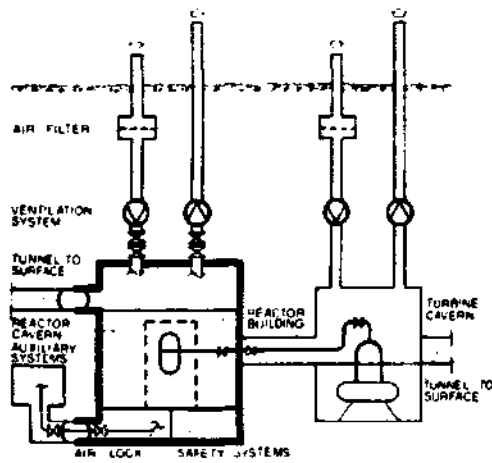 AIR FILTER
VENTILATION
SYSTEM
TUNNEL TO
SURFACE
REACTOR
CAVERN
AUXILIARY
SYSTEMS
REACTOR
BUILDING
TURBINE
CAVERN
TUNNEL TO
SURFACE
AIR LOCK
SAFETY SYSTEMS